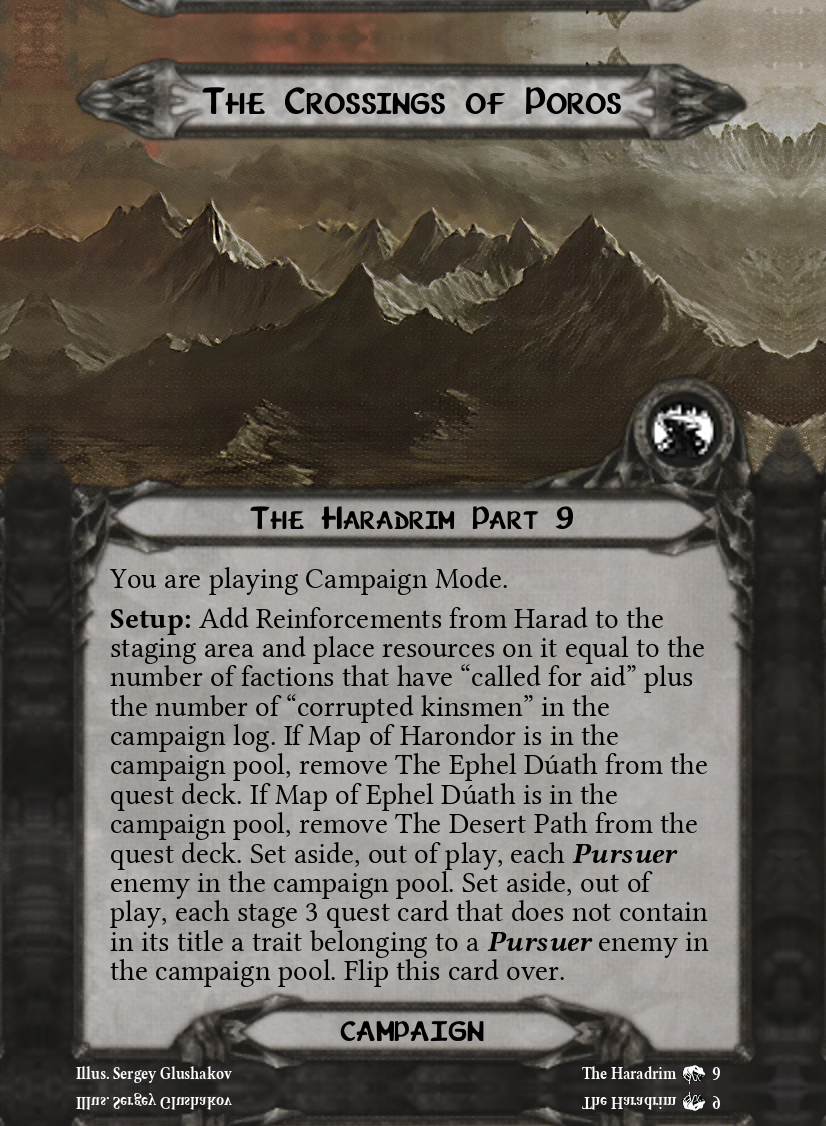 The Crossings of Poros
The Haradrim Part 9
You are playing Campaign Mode.
Setup: Add Reinforcements from Harad to the
staging area and place resources on it equal to the
number of factions that have “called for aid” plus
the number of “corrupted kinsmen” in the
campaign log. If Map of Harondor is in the
campaign pool, remove The Ephel Dúath from the
quest deck. If Map of Ephel Dúath is in the
campaign pool, remove The Desert Path from the
quest deck. Set aside, out of play, each Pursuer
enemy in the campaign pool. Set aside, out of
play, each stage 3 quest card that does not contain
in its title a trait belonging to a Pursuer enemy in
the campaign pool. Flip this card over.
CAMPAIGN
Illus. Sergey Glushakov The Haradrim 9
Illus. Sergey Glushakov The Haradrim 9